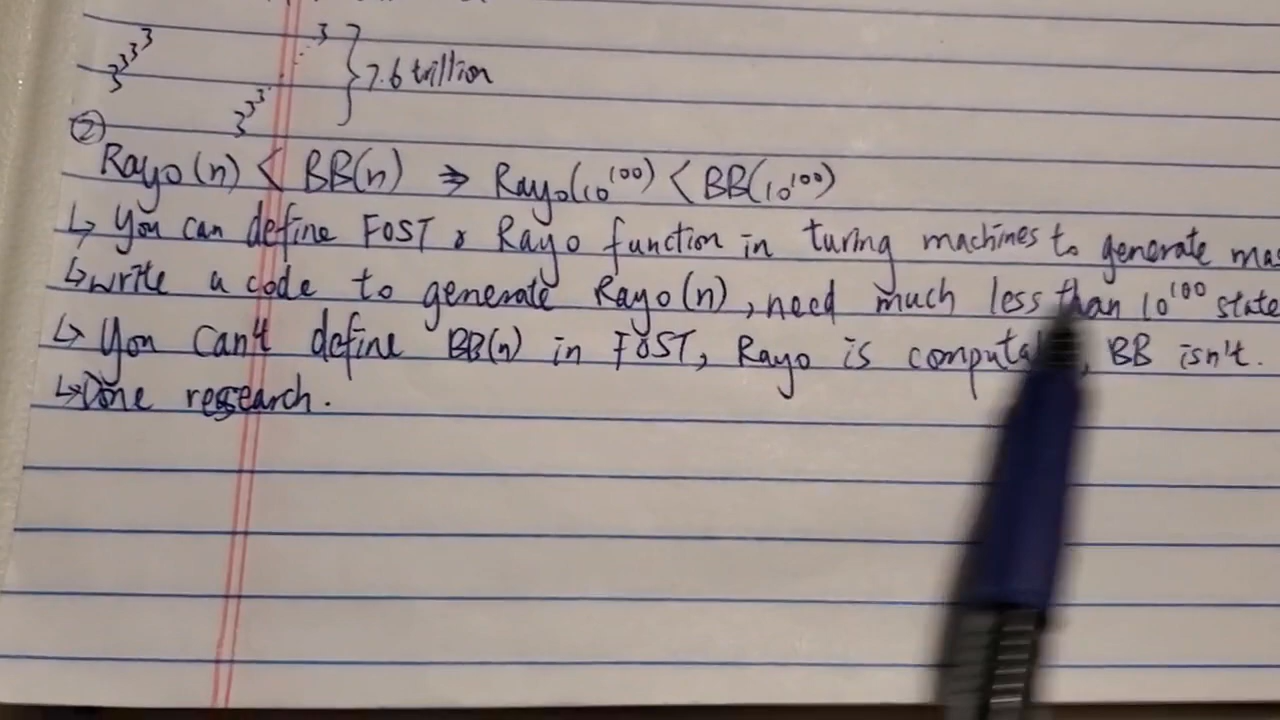 3^3^3^3 3^3^3⋰3 } 7.6 trillion
②
Rayo(n) < BB(n) ⇒ Rayo(10^100) < BB(10^100)
↳ You can define FOST & Rayo function in turing machines to generate
↳ write a code to generate Rayo(n), need much less than 10^100 state
↳ You can't define BB(n) in FOST, Rayo is BB isn't.
↳ Done research.